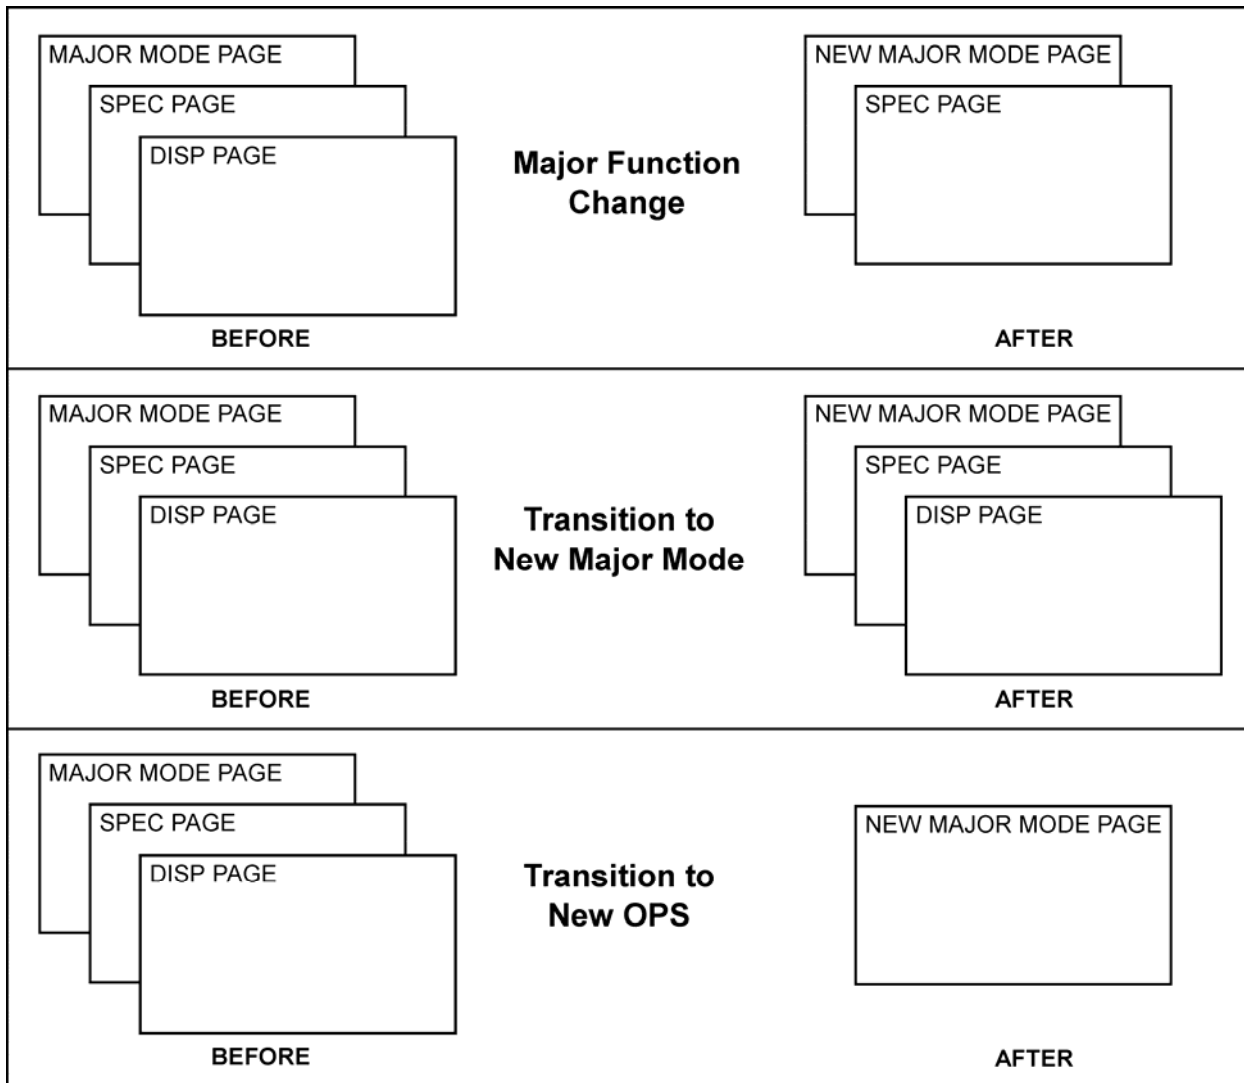 MAJOR MODE PAGE
SPEC PAGE
DISP PAGE
BEFORE
Major Function
Change
NEW MAJOR MODE PAGE
SPEC PAGE
AFTER
MAJOR MODE PAGE
SPEC PAGE
DISP PAGE
BEFORE
Transition to
New Major Mode
NEW MAJOR MODE PAGE
SPEC PAGE
DISP PAGE
AFTER
MAJOR MODE PAGE
SPEC PAGE
DISP PAGE
BEFORE
Transition to
New OPS
NEW MAJOR MODE PAGE
AFTER